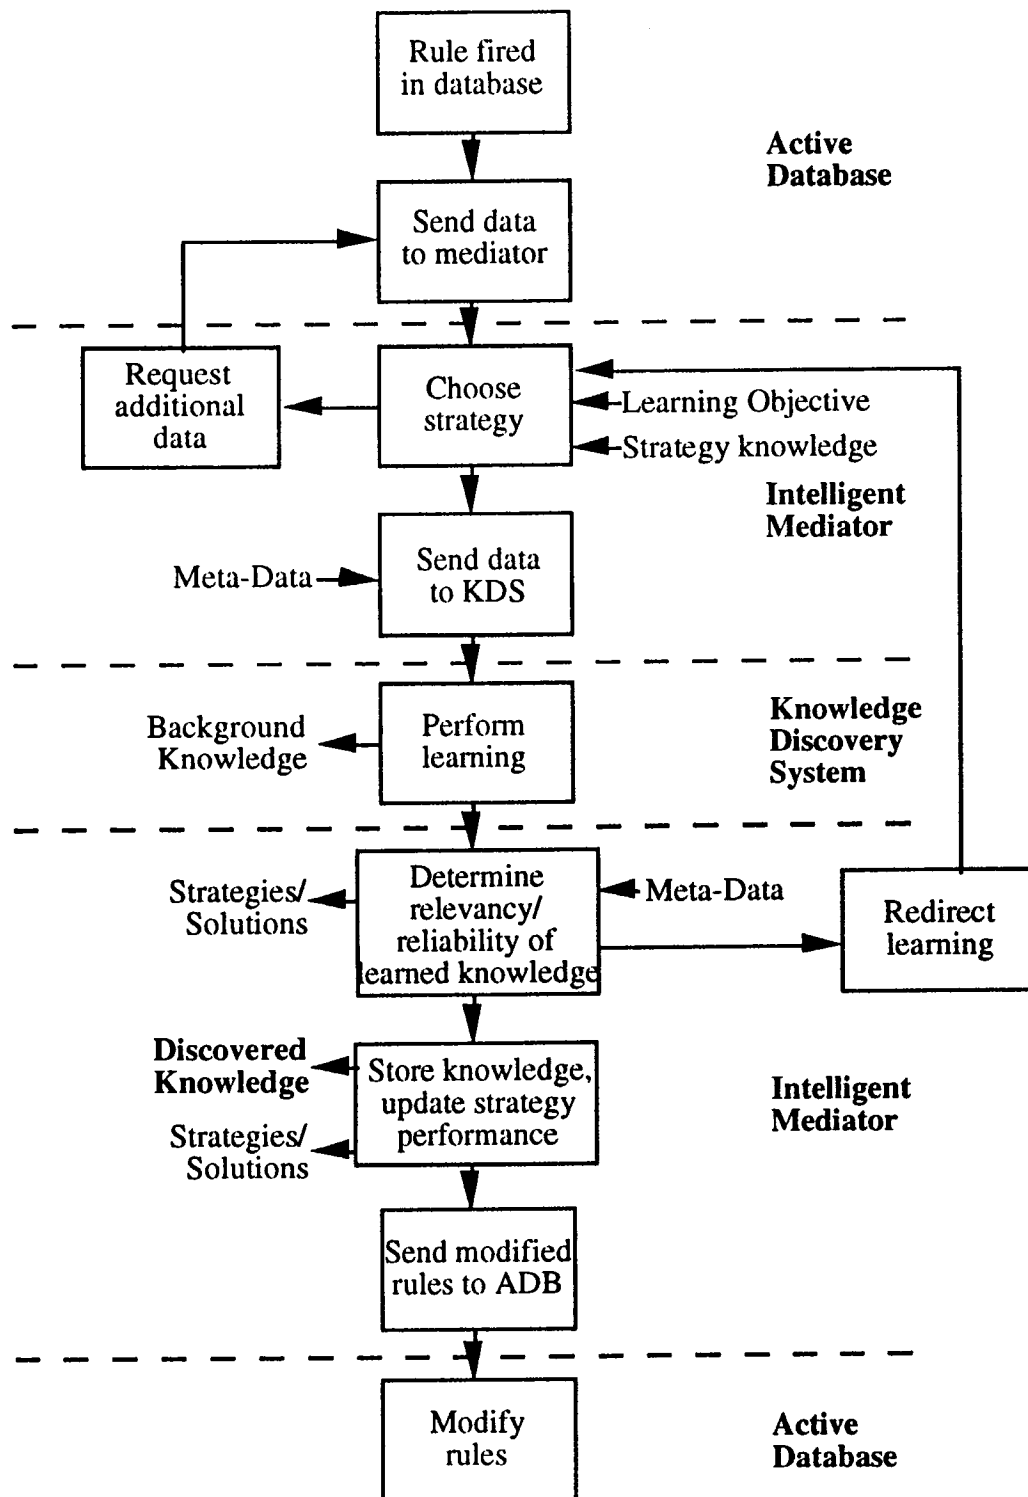 Rule fired
in database
Active
Database
Send data
to mediator
Request
additional
data
Choose
strategy
Learning Objective
Strategy knowledge
Intelligent
Mediator
Meta-Data
Send data
to KDS
Background
Knowledge
Perform
learning
Knowledge
Discovery
System
Strategies/
Solutions
Determine
relevancy/
reliability of
learned knowledge
Meta-Data
Redirect
learning
Discovered
Knowledge
Strategies/
Solutions
Store knowledge,
update strategy
performance
Intelligent
Mediator
Send modified
rules to ADB
Modify
rules
Active
Database